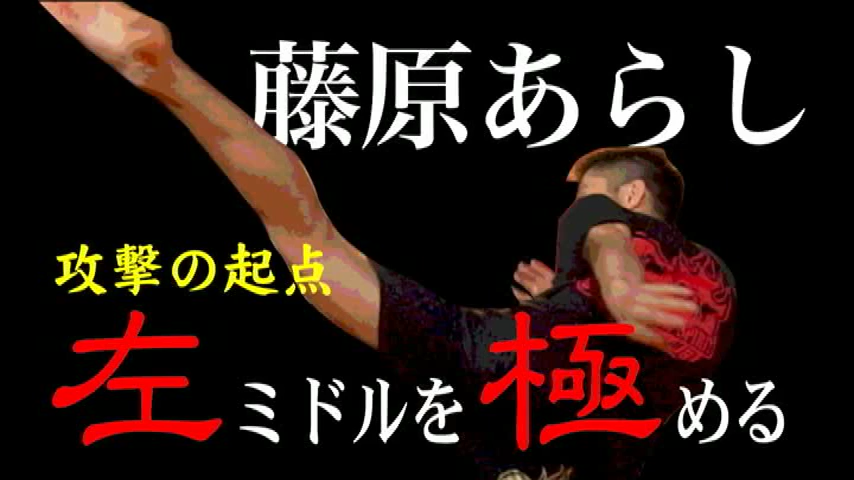 藤原あらし
攻撃の起点
左ミドルを極める